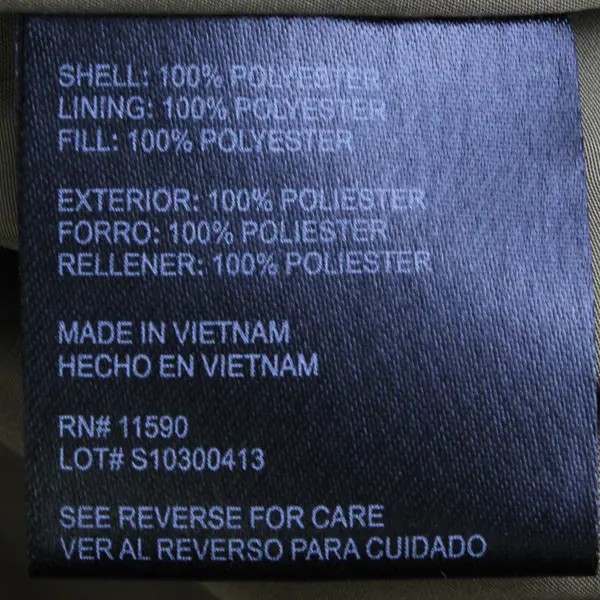 SHELL: 100% POLYESTER
LINING: 100% POLYESTER
FILL: 100% POLYESTER
EXTERIOR: 100% POLIESTER
FORRO: 100% POLIESTER
RELLENER: 100% POLIESTER
MADE IN VIETNAM
HECHO EN VIETNAM
RN# 11590
LOT# S10300413
SEE REVERSE FOR CARE
VER AL REVERSO PARA CUIDADO